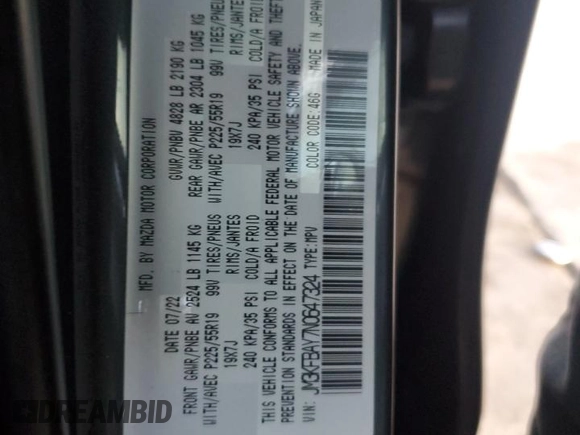 MFD. BY MAZDA MOTOR CORPORATION
DATE 07/22 GVWR/PNBV 4828 LB 2190 KG
FRONT GAWR/PNBE AV 2524 LB 1145 KG REAR GAWR/PNBE AR 2304 LB 1045 KG
WITH/AVEC P225/55R19 99V TIRES/PNEUS WITH/AVEC P225/55R19 99V TIRES/PNEUS
19X7J RIMS/JANTES 19X7J RIMS/JANTES
240 KPA/35 PSI COLD/A FROID 240 KPA/35 PSI COLD/A FROID
THIS VEHICLE CONFORMS TO ALL APPLICABLE FEDERAL MOTOR VEHICLE SAFETY AND THEFT
PREVENTION STANDARDS IN EFFECT ON THE DATE OF MANUFACTURE SHOWN ABOVE.
VIN: JM3KFBAY7N0647324 TYPE:MPV COLOR CODE:46G MADE IN JAPAN
DREAMBID